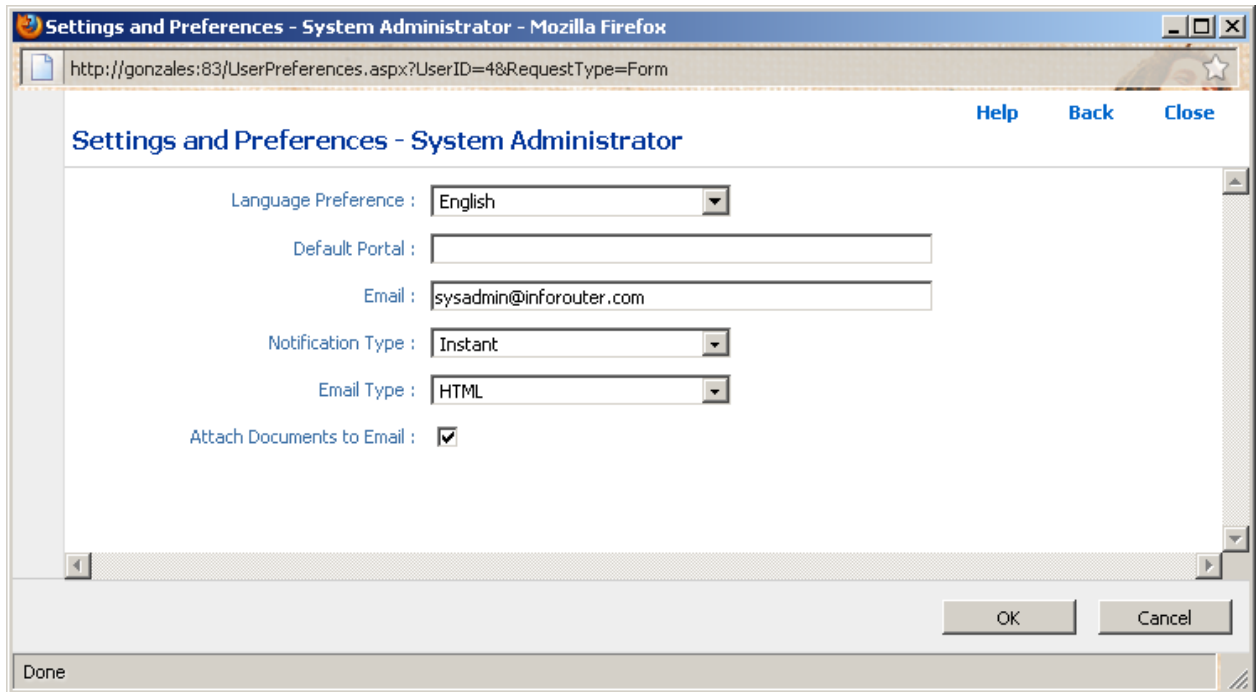 Settings and Preferences - System Administrator - Mozilla Firefox
http://gonzales:83/UserPreferences.aspx?UserID=4&RequestType=Form
Help Back Close
Settings and Preferences - System Administrator
Language Preference : English
Default Portal :
Email : sysadmin@inforouter.com
Notification Type : Instant
Email Type : HTML
Attach Documents to Email :
OK Cancel
Done